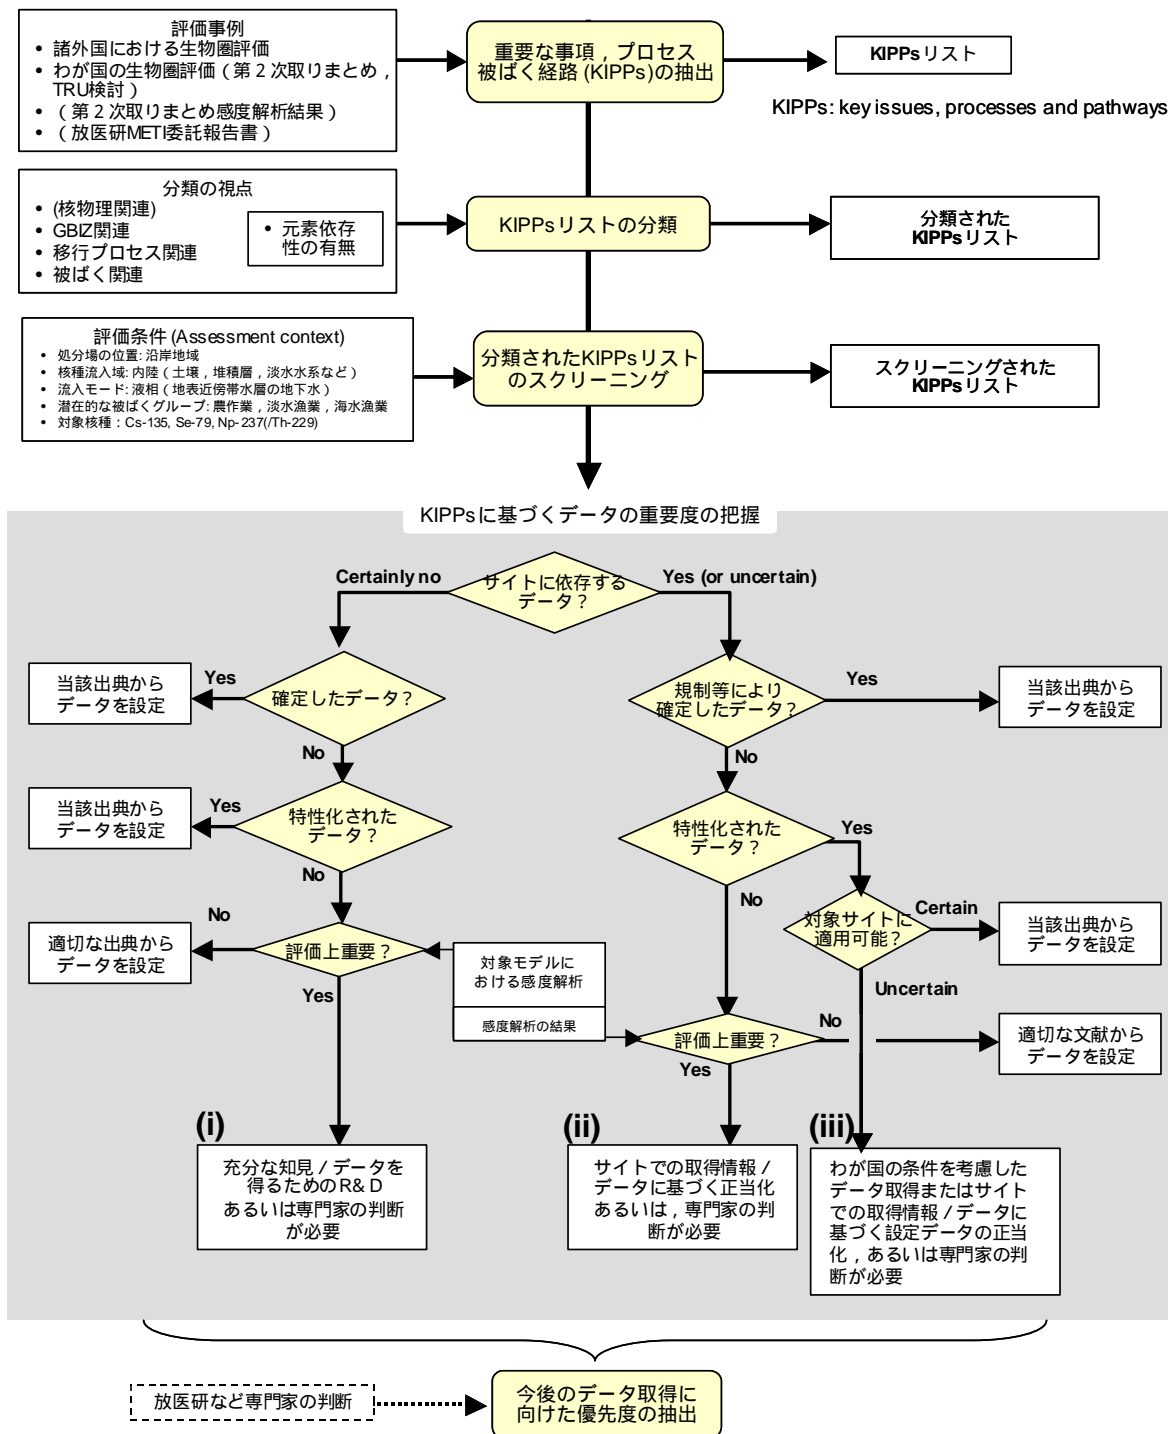 評価事例
• 諸外国における生物圏評価
• わが国の生物圏評価(第2次取りまとめ,
TRU検討)
• (第2次取りまとめ感度解析結果)
• (放医研METI委託報告書)
重要な事項,プロセス
被ばく経路(KIPPs)の抽出
KIPPsリスト
KIPPs: key issues, processes and pathways
分類の視点
• (核物理関連)
• GBIZ関連
• 移行プロセス関連
• 被ばく関連
• 元素依存
性の有無
KIPPsリストの分類
分類された
KIPPsリスト
評価条件(Assessment context)
• 処分場の位置: 沿岸地域
• 核種流入域: 内陸(土壌,堆積層,淡水水系など)
• 流入モード: 液相(地表近傍帯水層の地下水)
• 潜在的な被ばくグループ: 農作業,淡水漁業,海水漁業
• 対象核種:Cs-135, Se-79, Np-237(/Th-229)
分類されたKIPPsリスト
のスクリーニング
スクリーニングされた
KIPPsリスト
KIPPsに基づくデータの重要度の把握
Certainly no
サイトに依存する
データ?
Yes (or uncertain)
当該出典から
データを設定
Yes
確定したデータ?
No
規制等により
確定したデータ?
Yes
当該出典から
データを設定
No
当該出典から
データを設定
Yes
特性化された
データ?
No
特性化された
データ?
Yes
No
対象サイトに
適用可能?
Certain
当該出典から
データを設定
Uncertain
適切な出典から
データを設定
No
評価上重要?
Yes
対象モデルに
おける感度解析
感度解析の結果
評価上重要?
No
適切な文献から
データを設定
Yes
(i)
充分な知見/データを
得るためのR&D
あるいは専門家の判断
が必要
(ii)
サイトでの取得情報/
データに基づく正当化
あるいは,専門家の判
断が必要
(iii)
わが国の条件を考慮した
データ取得またはサイト
での取得情報/データに
基づく設定データの正当
化,あるいは専門家の判
断が必要
放医研など専門家の判断
今後のデータ取得に
向けた優先度の抽出